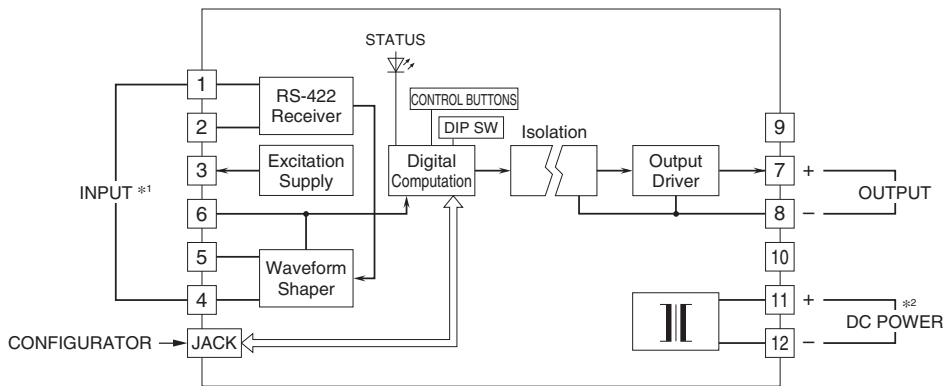 STATUS
1
RS-422
Receiver
CONTROL BUTTONS
DIP SW
Isolation
2
9
3
Excitation
Supply
Digital
Computation
Output
Driver
7
+
INPUT *1
OUTPUT
6
8
−
5
Waveform
Shaper
10
4
11
+
*2
DC POWER
CONFIGURATOR
JACK
12
−